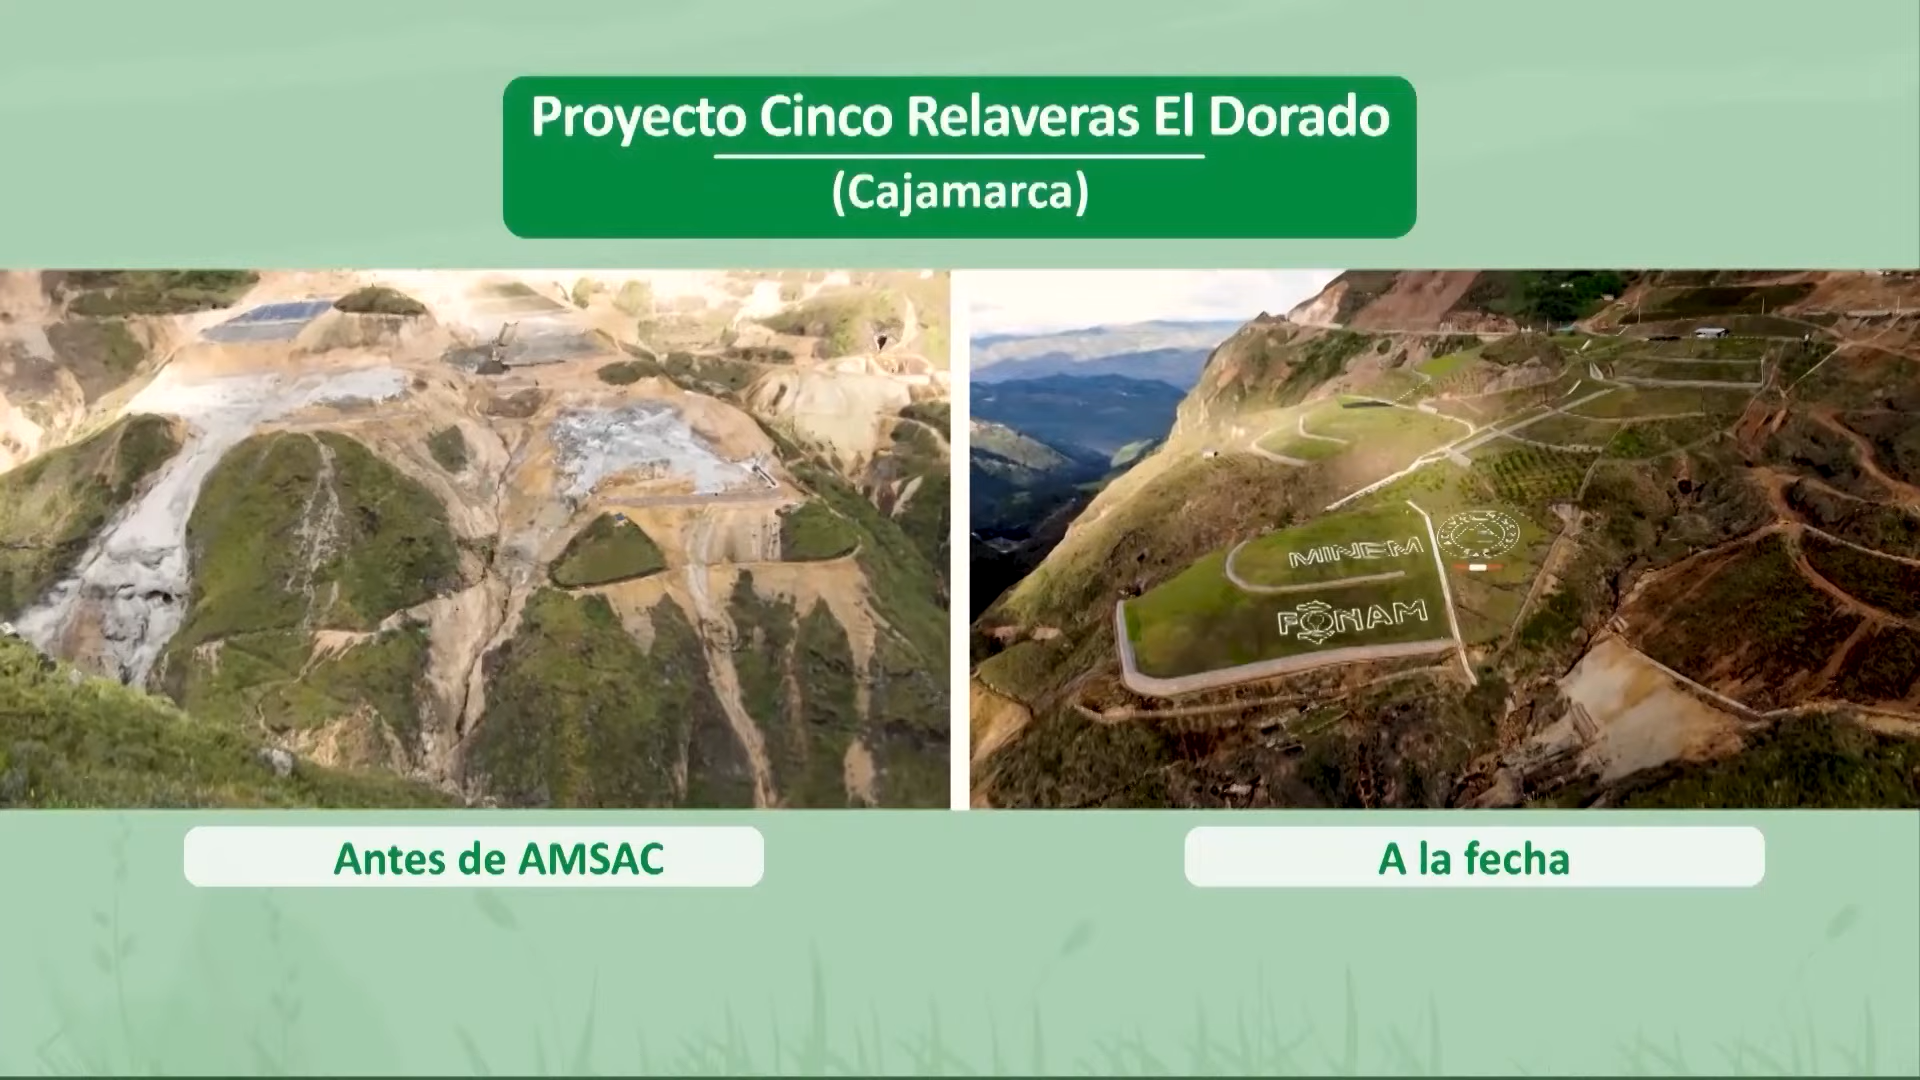 Proyecto Cinco Relaveras El Dorado
(Cajamarca)
MINEM
FONAM
Antes de AMSAC
A la fecha